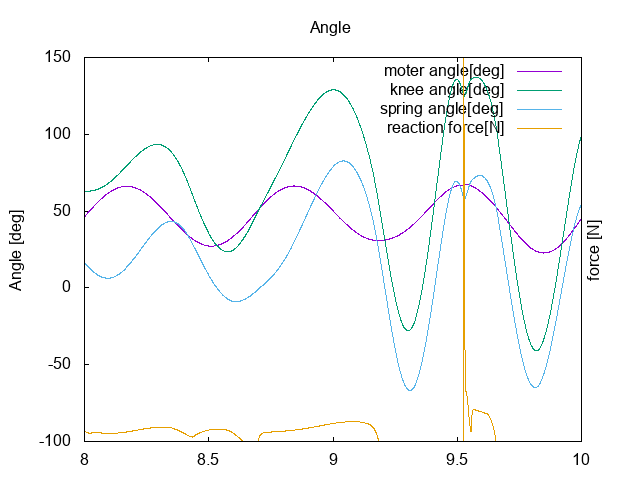 Angle
150
100
50
0
-50
-100
8
8.5
9
9.5
10
Angle [deg]
force [N]
moter angle[deg]
knee angle[deg]
spring angle[deg]
reaction force[N]